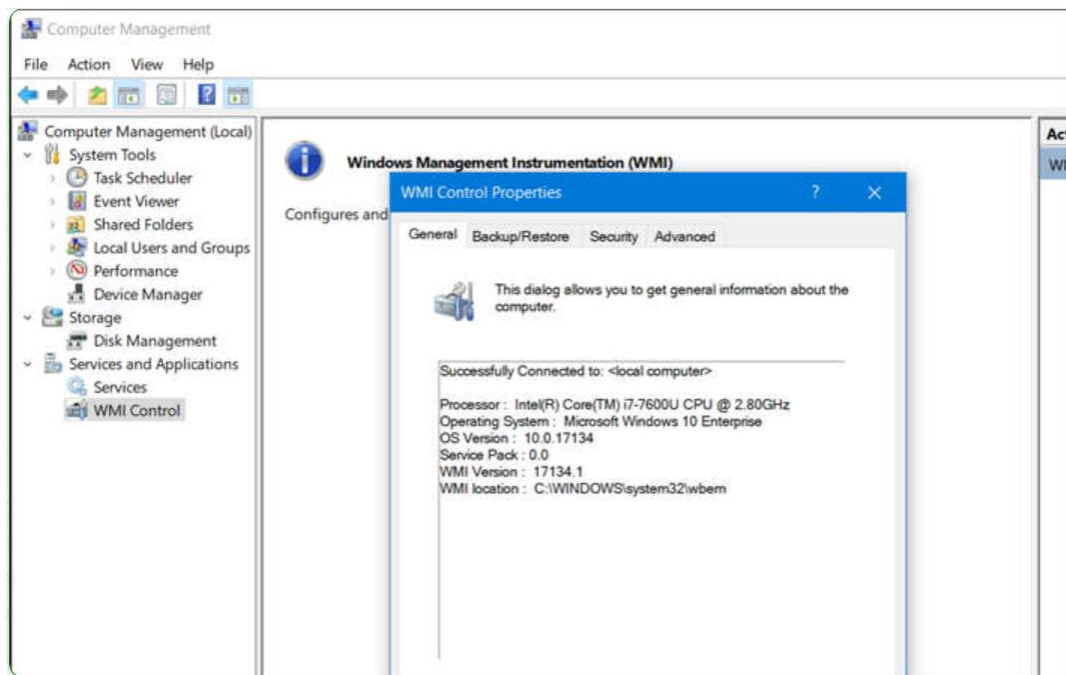 Computer Management
File Action View Help
Computer Management (Local)
System Tools
Task Scheduler
Event Viewer
Shared Folders
Local Users and Groups
Performance
Device Manager
Storage
Disk Management
Services and Applications
Services
WMI Control
Windows Management Instrumentation (WMI)
Configures and
WMI Control Properties
General Backup/Restore Security Advanced
This dialog allows you to get general information about the
computer.
Successfully Connected to: <local computer>
Processor : Intel(R) Core(TM) i7-7600U CPU @ 2.80GHz
Operating System : Microsoft Windows 10 Enterprise
OS Version : 10.0.17134
Service Pack : 0.0
WMI Version : 17134.1
WMI location : C:\WINDOWS\system32\wbem